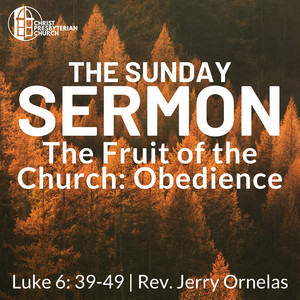 CHRIST
PRESBYTERIAN
CHURCH
THE SUNDAY
SERMON
The Fruit of the
Church: Obedience
Luke 6: 39-49 | Rev. Jerry Ornelas